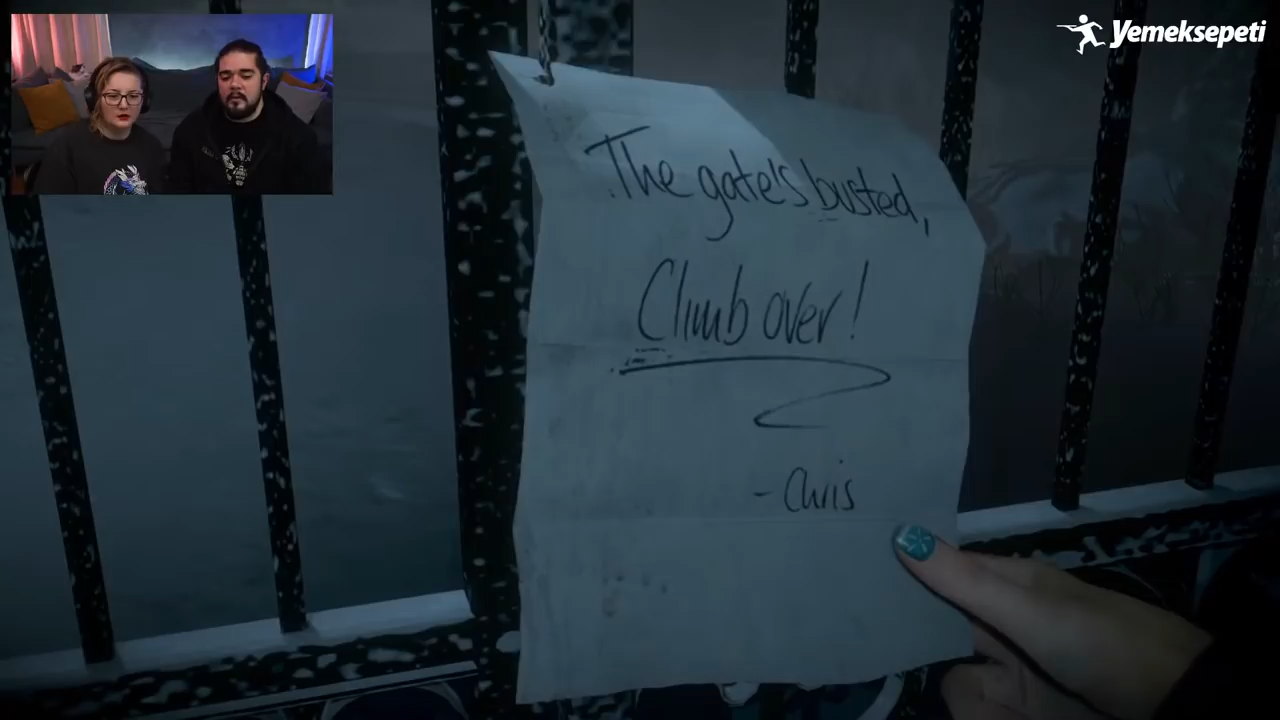 Yemeksepeti
The gate's busted,
Climb over!
- Chris